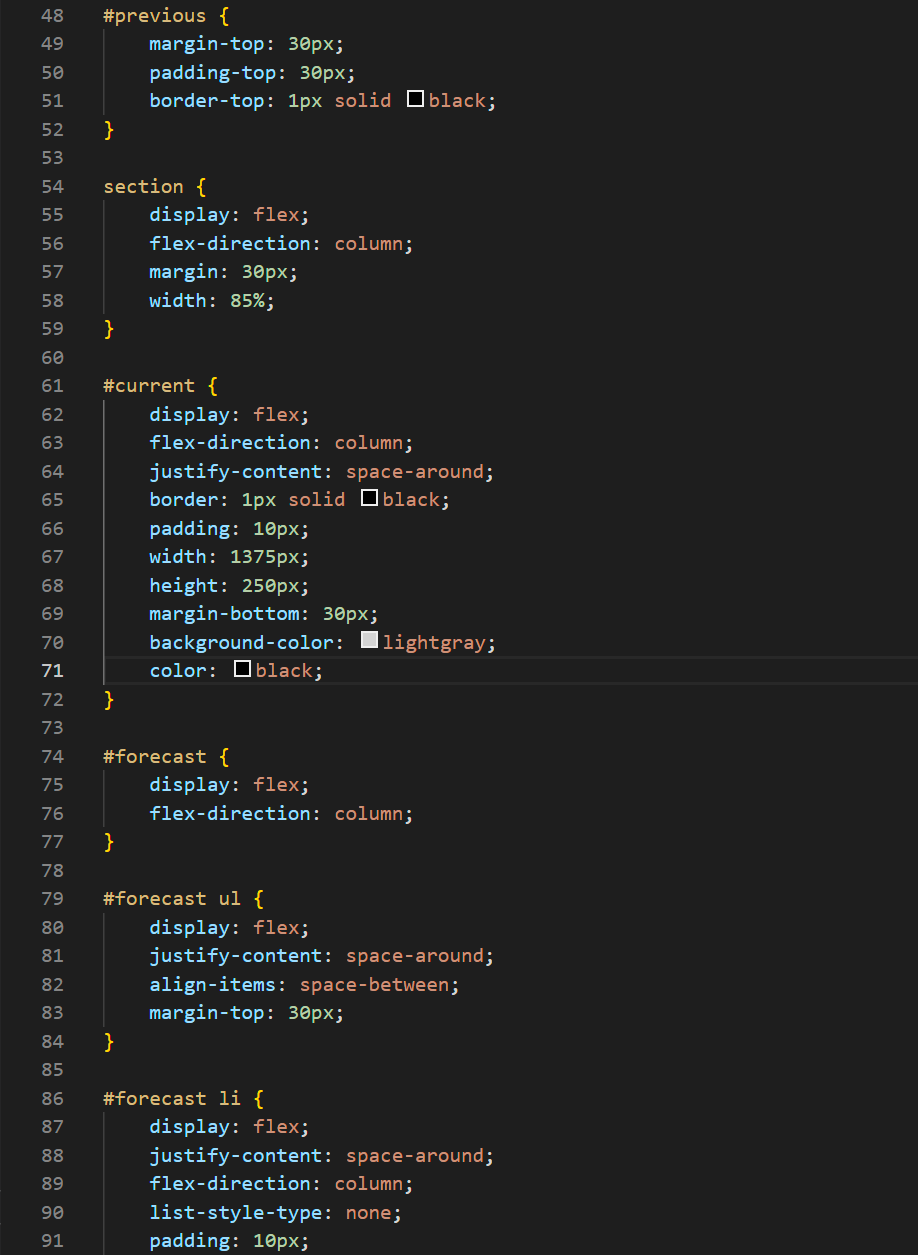 48 #previous {
49     margin-top: 30px;
50     padding-top: 30px;
51     border-top: 1px solid black;
52 }
53
54 section {
55     display: flex;
56     flex-direction: column;
57     margin: 30px;
58     width: 85%;
59 }
60
61 #current {
62     display: flex;
63     flex-direction: column;
64     justify-content: space-around;
65     border: 1px solid black;
66     padding: 10px;
67     width: 1375px;
68     height: 250px;
69     margin-bottom: 30px;
70     background-color: lightgray;
71     color: black;
72 }
73
74 #forecast {
75     display: flex;
76     flex-direction: column;
77 }
78
79 #forecast ul {
80     display: flex;
81     justify-content: space-around;
82     align-items: space-between;
83     margin-top: 30px;
84 }
85
86 #forecast li {
87     display: flex;
88     justify-content: space-around;
89     flex-direction: column;
90     list-style-type: none;
91     padding: 10px;